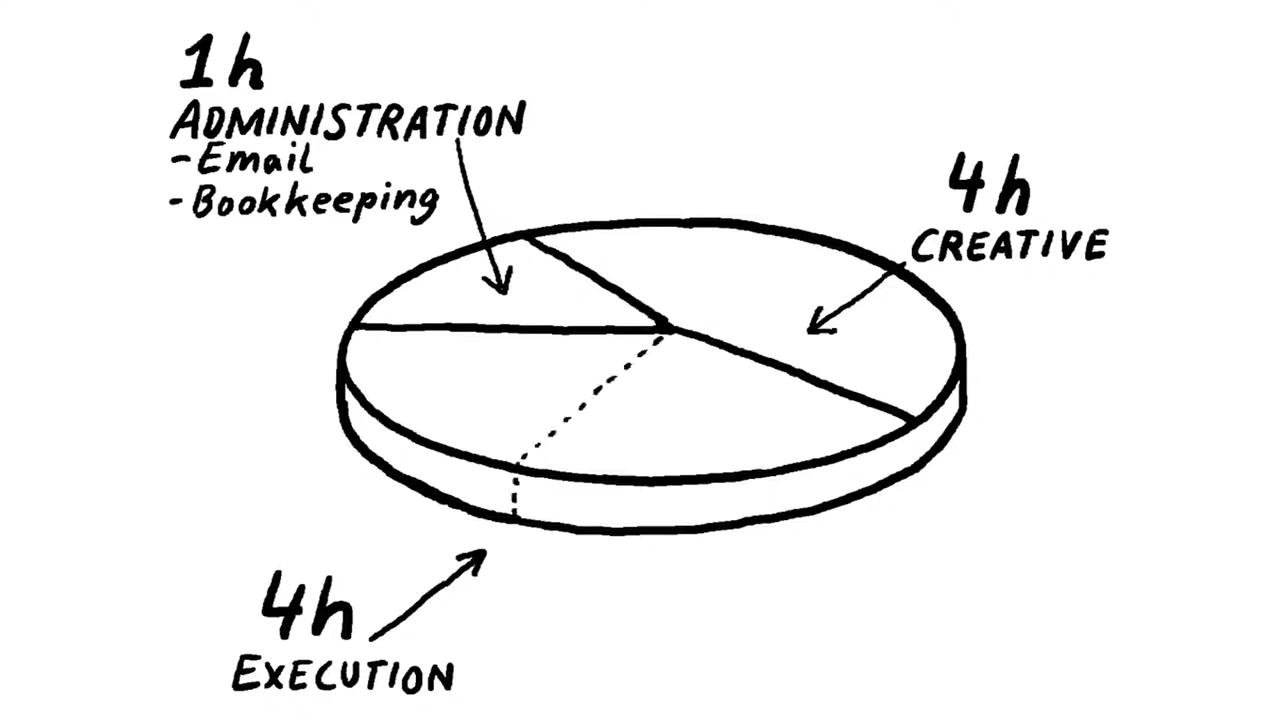 1h
ADMINISTRATION
- Email
- Bookkeeping
4h
CREATIVE
4h
EXECUTION